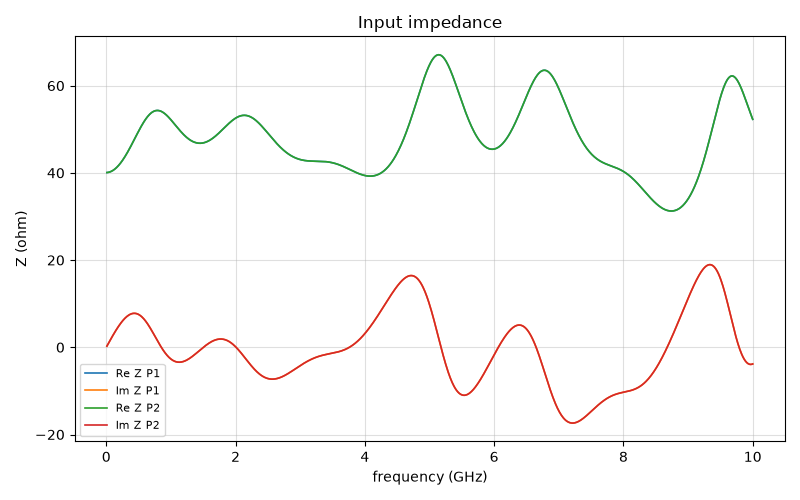 Input impedance
60
40
20
0
−20
Z (ohm)
Re Z P1
Im Z P1
Re Z P2
Im Z P2
0 2 4 6 8 10
frequency (GHz)